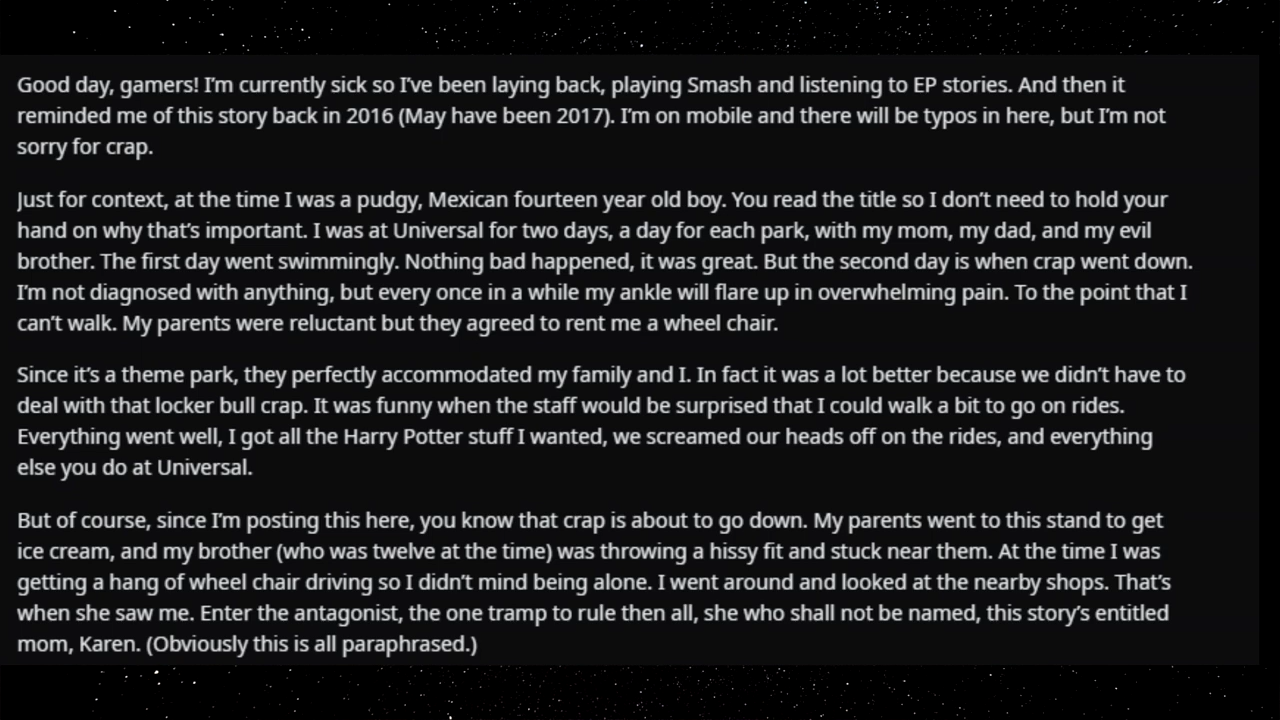 Good day, gamers! I'm currently sick so I've been laying back, playing Smash and listening to EP stories. And then it
reminded me of this story back in 2016 (May have been 2017). I'm on mobile and there will be typos in here, but I'm not
sorry for crap.
Just for context, at the time I was a pudgy, Mexican fourteen year old boy. You read the title so I don't need to hold your
hand on why that's important. I was at Universal for two days, a day for each park, with my mom, my dad, and my evil
brother. The first day went swimmingly. Nothing bad happened, it was great. But the second day is when crap went down.
I'm not diagnosed with anything, but every once in a while my ankle will flare up in overwhelming pain. To the point that I
can't walk. My parents were reluctant but they agreed to rent me a wheel chair.
Since it's a theme park, they perfectly accommodated my family and I. In fact it was a lot better because we didn't have to
deal with that locker bull crap. It was funny when the staff would be surprised that I could walk a bit to go on rides.
Everything went well, I got all the Harry Potter stuff I wanted, we screamed our heads off on the rides, and everything
else you do at Universal.
But of course, since I'm posting this here, you know that crap is about to go down. My parents went to this stand to get
ice cream, and my brother (who was twelve at the time) was throwing a hissy fit and stuck near them. At the time I was
getting a hang of wheel chair driving so I didn't mind being alone. I went around and looked at the nearby shops. That's
when she saw me. Enter the antagonist, the one tramp to rule then all, she who shall not be named, this story's entitled
mom, Karen. (Obviously this is all paraphrased.)